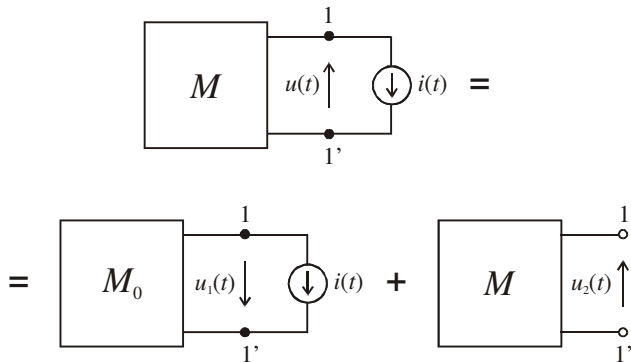 1
M u(t) i(t) =
1’
1 1
= M₀ u₁(t) i(t) + M u₂(t)
1’ 1’